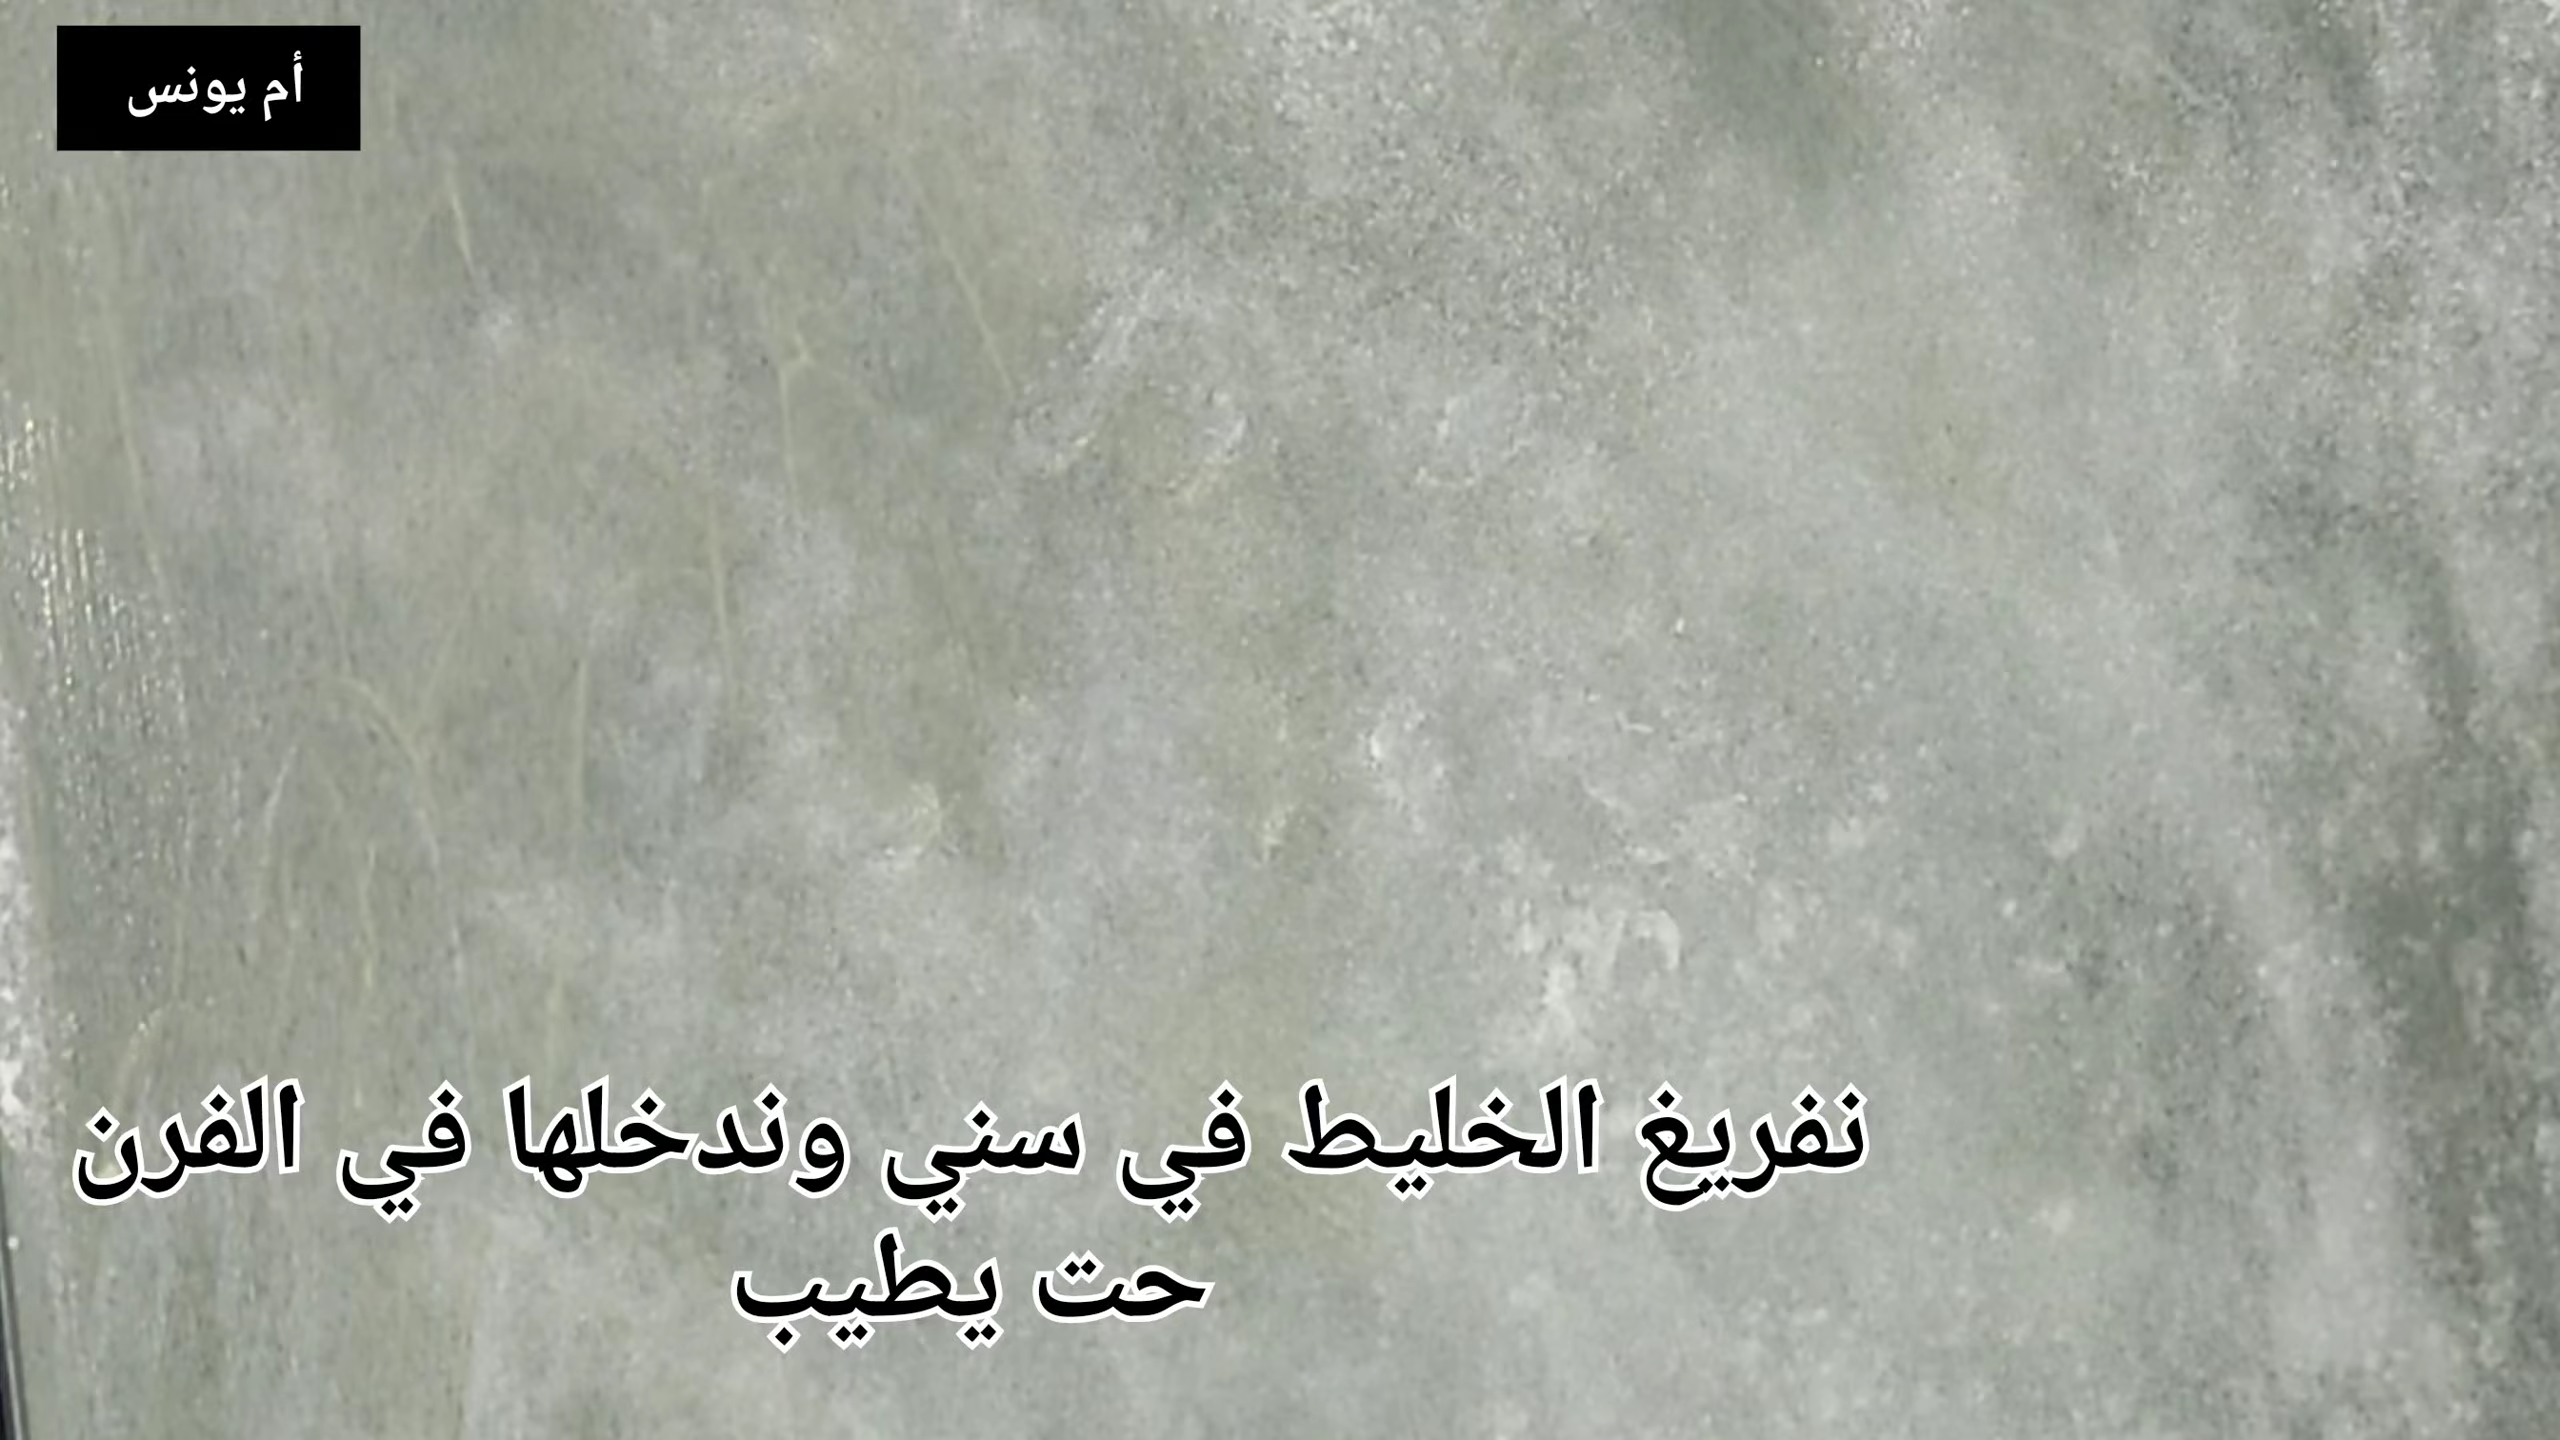 أم يونس
نفريغ الخليط في سني وندخلها في الفرن
حت يطيب